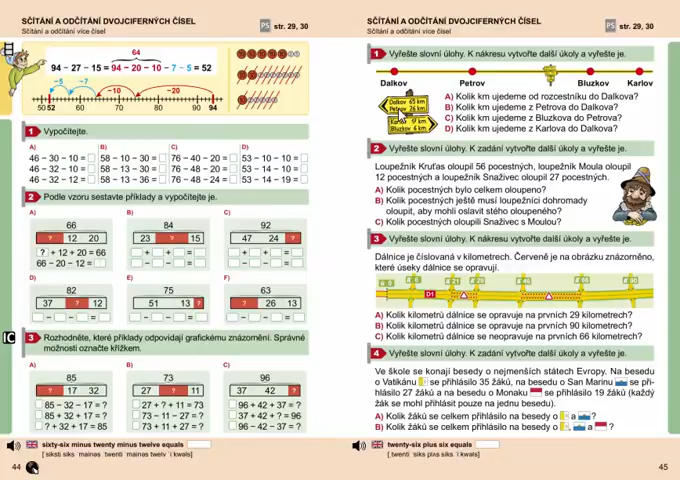 SČÍTÁNÍ A ODČÍTÁNÍ DVOJCIFERNÝCH ČÍSEL
Sčítání a odčítání více čísel
PS str. 29, 30
64
94 − 27 − 15 = 94 − 20 − 10 − 7 − 5 = 52
−5 −7 −10 −20
50 52 60 70 80 90 94
1 Vypočítejte.
A) B) C) D)
46 − 30 − 10 = 58 − 10 − 30 = 76 − 40 − 20 = 53 − 10 − 10 =
46 − 32 − 10 = 58 − 13 − 30 = 76 − 48 − 20 = 53 − 14 − 10 =
46 − 32 − 12 = 58 − 13 − 36 = 76 − 48 − 24 = 53 − 14 − 19 =
2 Podle vzoru sestavte příklady a vypočítejte je.
A) B) C)
66 84 92
? 12 20 23 ? 15 47 24 ?
? + 12 + 20 = 66 + + = + + =
66 − 20 − 12 = − − = − − =
D) E) F)
82 75 63
37 ? 12 51 13 ? ? 26 13
− − = − − = − − =
3 Rozhodněte, které příklady odpovídají grafickému znázornění. Správné
možnosti označte křížkem.
A) B) C)
85 73 96
? 17 32 27 ? 11 37 42 ?
85 − 32 − 17 = ? 27 + ? + 11 = 73 96 + 42 + 37 = ?
85 + 32 + 17 = ? 73 − 11 − 27 = ? 37 + 42 + ? = 96
? + 32 + 17 = 85 73 + 11 + 27 = ? 96 − 42 − 37 = ?
sixty-six minus twenty minus twelve equals
44
SČÍTÁNÍ A ODČÍTÁNÍ DVOJCIFERNÝCH ČÍSEL
Sčítání a odčítání více čísel
PS str. 29, 30
1 Vyřešte slovní úlohy. K nákresu vytvořte další úkoly a vyřešte je.
Dalkov Petrov Bluzkov Karlov
Dalkov 65 km
Petrov 26 km
Karlov 17 km
Bluzkov 6 km
A) Kolik km ujedeme od rozcestníku do Dalkova?
B) Kolik km ujedeme z Petrova do Dalkova?
C) Kolik km ujedeme z Bluzkova do Petrova?
D) Kolik km ujedeme z Karlova do Dalkova?
2 Vyřešte slovní úlohy. K zadání vytvořte další úkoly a vyřešte je.
Loupežník Kruťas oloupil 56 pocestných, loupežník Moula oloupil
12 pocestných a loupežník Snaživec oloupil 27 pocestných.
A) Kolik pocestných bylo celkem oloupeno?
B) Kolik pocestných ještě musí loupežníci dohromady
oloupit, aby mohli oslavit stého oloupeného?
C) Kolik pocestných oloupili Snaživec s Moulou?
3 Vyřešte slovní úlohy. K nákresu vytvořte další úkoly a vyřešte je.
Dálnice je číslovaná v kilometrech. Červeně je na obrázku znázorněno,
které úseky dálnice se opravují.
D1
A) Kolik kilometrů dálnice se opravuje na prvních 29 kilometrech?
B) Kolik kilometrů dálnice se opravuje na prvních 90 kilometrech?
C) Kolik kilometrů dálnice se neopravuje na prvních 66 kilometrech?
4 Vyřešte slovní úlohy. K zadání vytvořte další úkoly a vyřešte je.
Ve škole se konají besedy o nejmenších státech Evropy. Na besedu
o Vatikánu se přihlásilo 35 žáků, na besedu o San Marinu se při-
hlásilo 27 žáků a na besedu o Monaku se přihlásilo 19 žáků (každý
žák se mohl přihlásit pouze na jednu besedu).
A) Kolik žáků se celkem přihlásilo na besedy o a ?
B) Kolik žáků se celkem přihlásilo na besedy o , a ?
twenty-six plus six equals
45